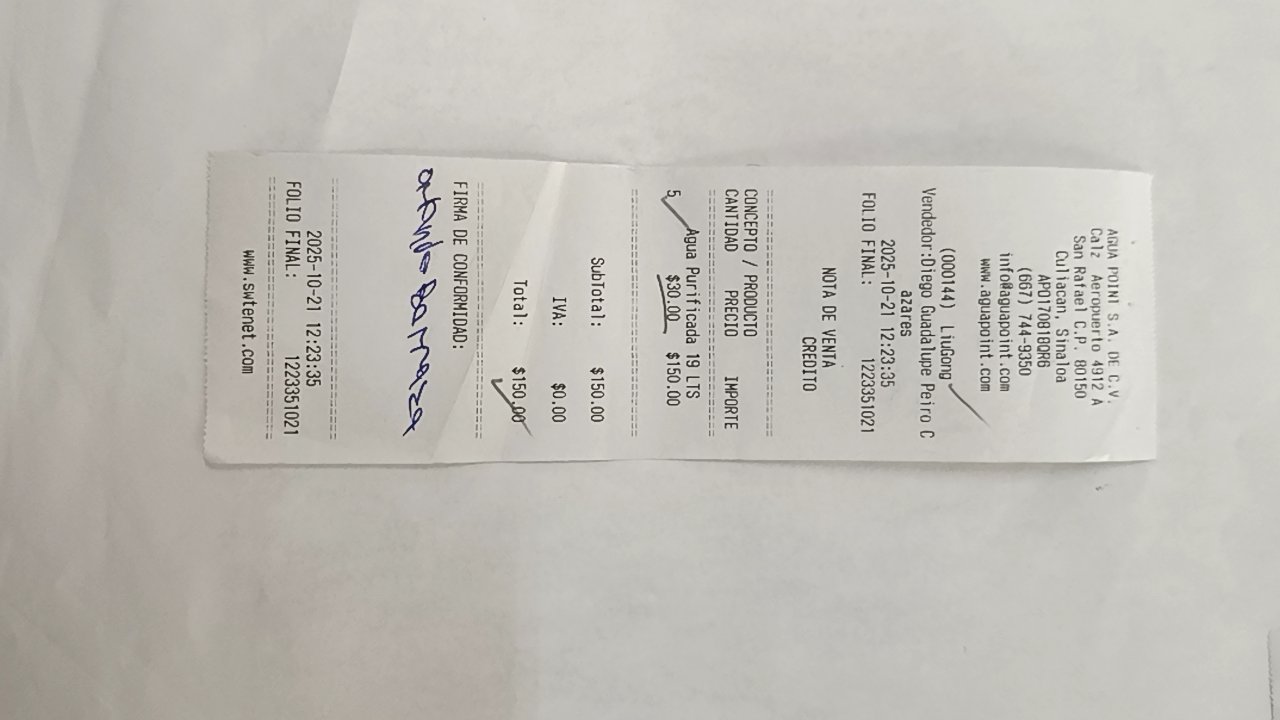 AGUA POINT S.A. DE C.V.
Calz Aeropuerto 4912 A
San Rafael C.P. 80150
Culiacan, Sinaloa
APO170818QR6
(667) 744-9350
info@aguapoint.com
www.aguapoint.com
(000144) LiuGong
Vendedor:Diego Guadalupe Peiro C
azares
2025-10-21 12:23:35
FOLIO FINAL: 1223351021
NOTA DE VENTA
CREDITO
CONCEPTO / PRODUCTO
CANTIDAD PRECIO IMPORTE
Agua Purificada 19 LTS
5 $30.00 $150.00
SubTotal: $150.00
IVA: $0.00
Total: $150.00
FIRMA DE CONFORMIDAD:
Orlando Barraza
2025-10-21 12:23:35
FOLIO FINAL: 1223351021
www.swtenet.com